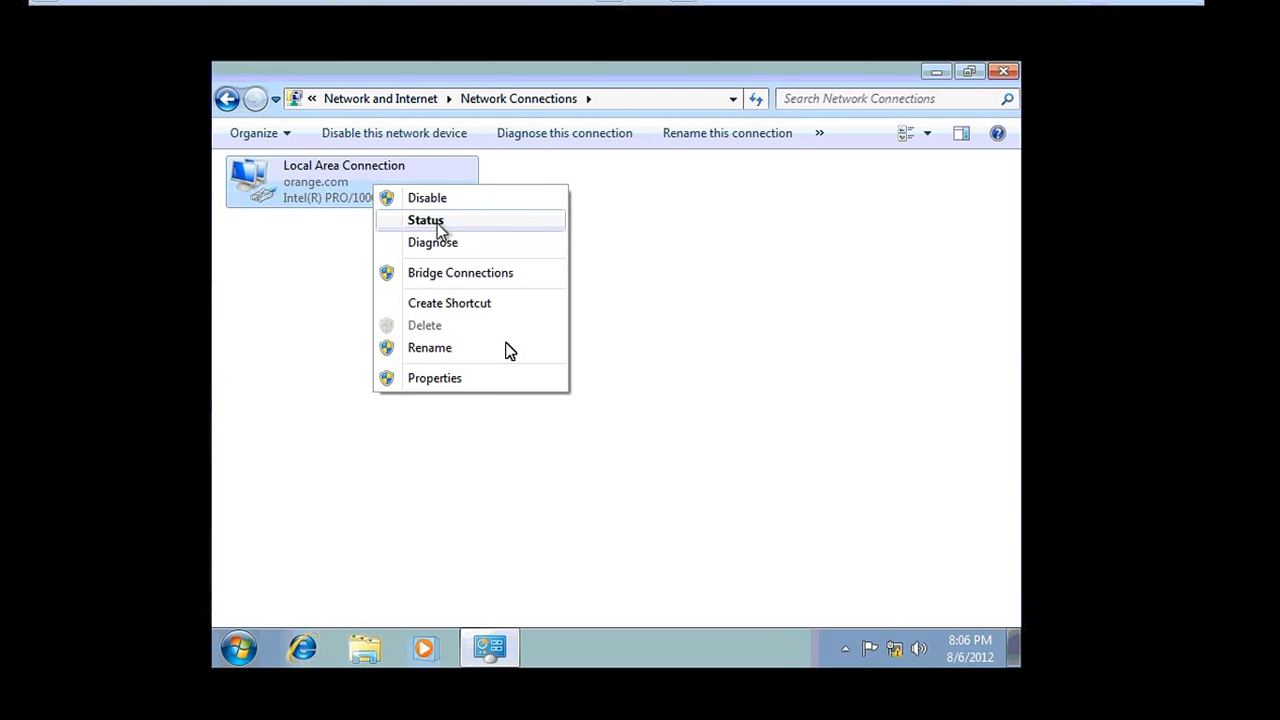 « Network and Internet Network Connections
Search Network Connections
Organize Disable this network device Diagnose this connection Rename this connection »
Local Area Connection
orange.com
Intel(R) PRO/100
Disable
Status
Diagnose
Bridge Connections
Create Shortcut
Delete
Rename
Properties
8:06 PM
8/6/2012